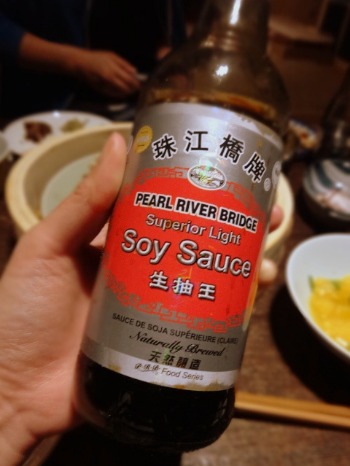 珠江橋牌
PEARL RIVER BRIDGE
Superior Light
Soy Sauce
生抽王
SAUCE DE SOJA SUPÉRIEURE (CLAIRE)
Naturally Brewed
天然釀造
P.R.B. Food Series